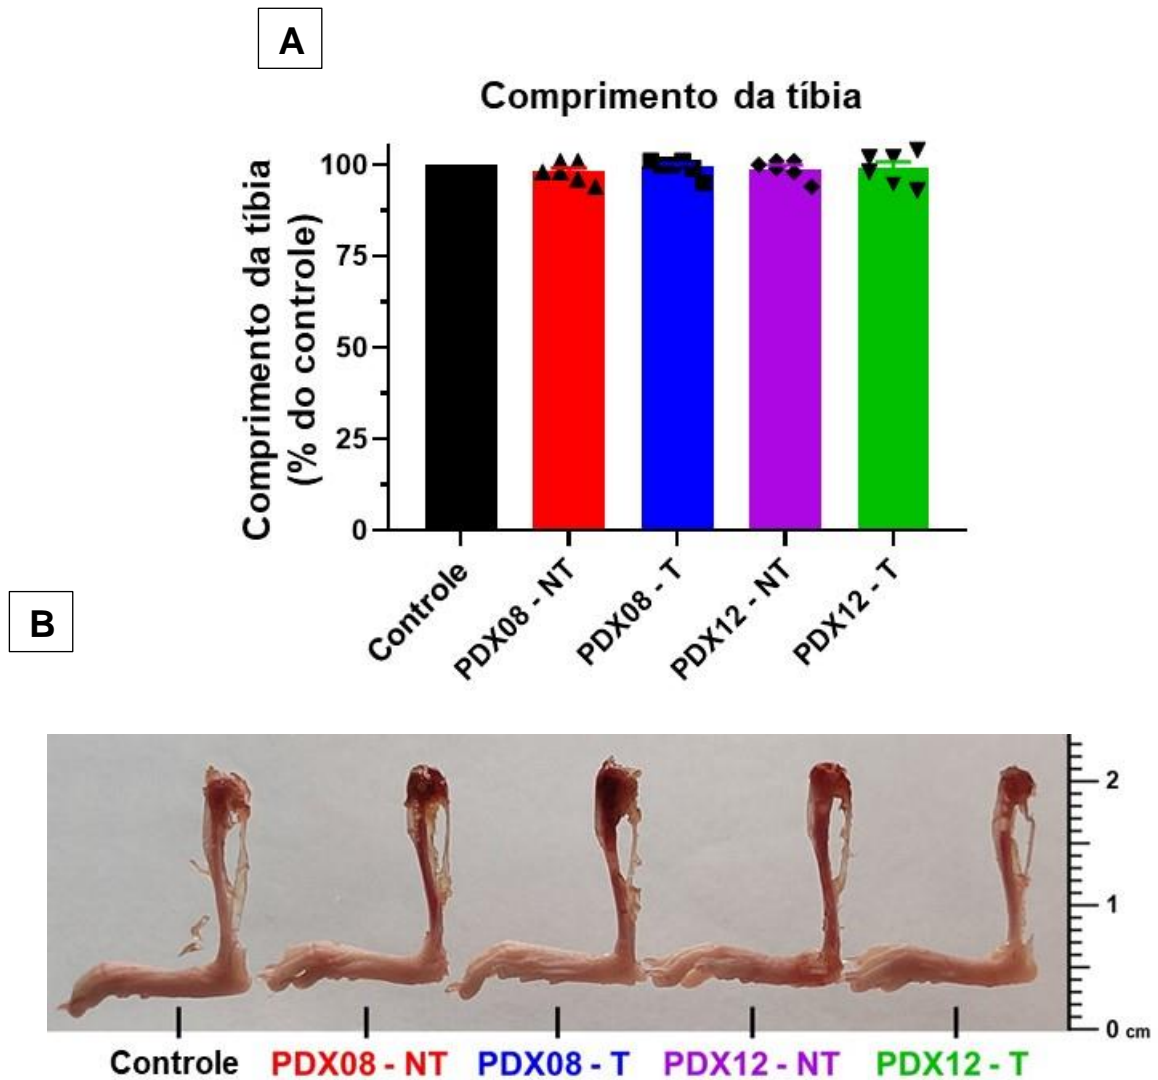 A
Comprimento da tíbia
Comprimento da tíbia
(% do controle)
100
75
50
25
0
Controle
PDX08 - NT
PDX08 - T
PDX12 - NT
PDX12 - T
B
2
1
0 cm
Controle
PDX08 - NT
PDX08 - T
PDX12 - NT
PDX12 - T